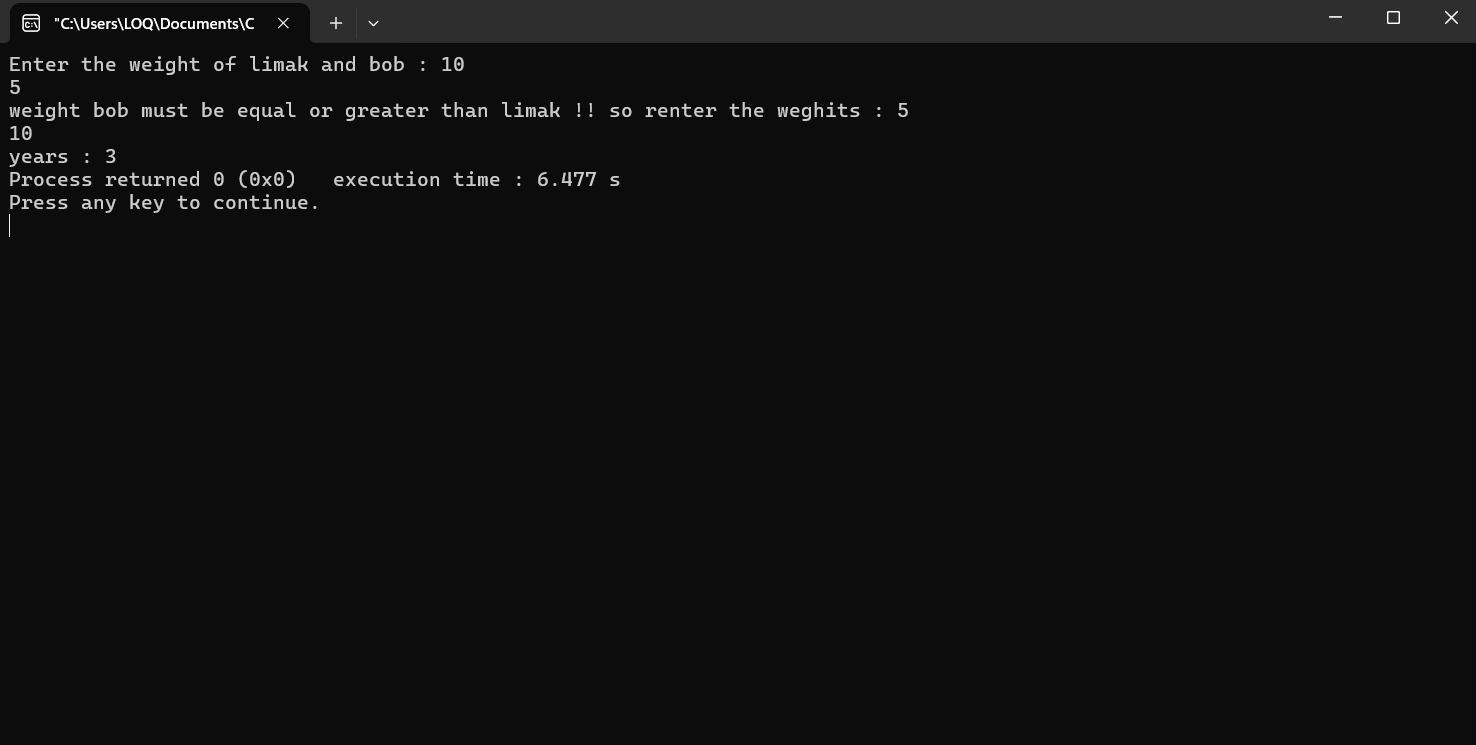 "C:\Users\LOQ\Documents\C
Enter the weight of limak and bob : 10
5
weight bob must be equal or greater than limak !! so renter the weghits : 5
10
years : 3
Process returned 0 (0x0)   execution time : 6.477 s
Press any key to continue.